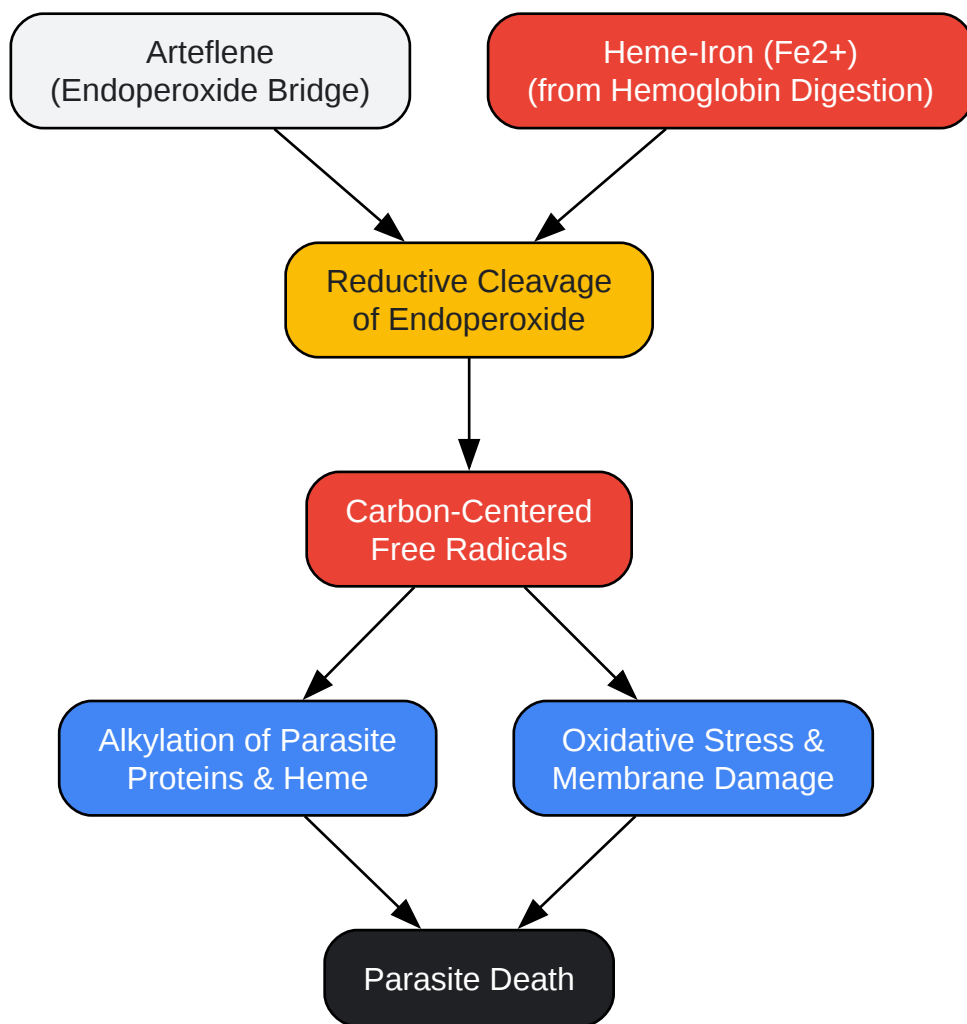 Arteflene
(Endoperoxide Bridge)
Heme-Iron (Fe2+)
(from Hemoglobin Digestion)
Reductive Cleavage
of Endoperoxide
Carbon-Centered
Free Radicals
Alkylation of Parasite
Proteins & Heme
Oxidative Stress &
Membrane Damage
Parasite Death